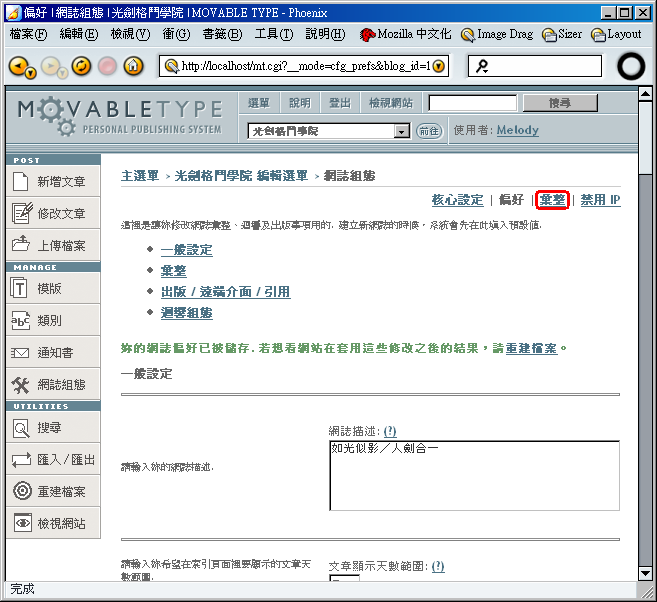 偏好 | 網誌組態 | 光劍格鬥學院 | MOVABLE TYPE - Phoenix
檔案(F) 編輯(E) 檢視(V) 衝(G) 書籤(B) 工具(T) 說明(H) Mozilla 中文化 Image Drag Sizer Layout
http://localhost/mt.cgi?__mode=cfg_prefs&blog_id=1
MOVABLETYPE
PERSONAL PUBLISHING SYSTEM
選單 說明 登出 檢視網站 搜尋
光劍格鬥學院 前往 使用者: Melody
POST
新增文章
修改文章
上傳檔案
MANAGE
模版
類別
通知書
網誌組態
UTILITIES
搜尋
匯入/匯出
重建檔案
檢視網站
主選單 > 光劍格鬥學院 編輯選單 > 網誌組態
核心設定 | 偏好 | 彙整 | 禁用 IP
這裡是讓妳修改網誌彙整、迴響及出版事項用的. 建立新網誌的時候，系統會先在此填入預設值.
一般設定
彙整
出版 / 遠端介面 / 引用
迴響組態
妳的網誌偏好已被儲存. 若想看網站在套用這些修改之後的結果，請重建檔案。
一般設定
網誌描述: (?)
請輸入妳的網誌描述.
如光似影／人劍合一
請輸入妳希望在索引頁面裡要顯示的文章天
數範圍.
文章顯示天數範圍: (?)
完成